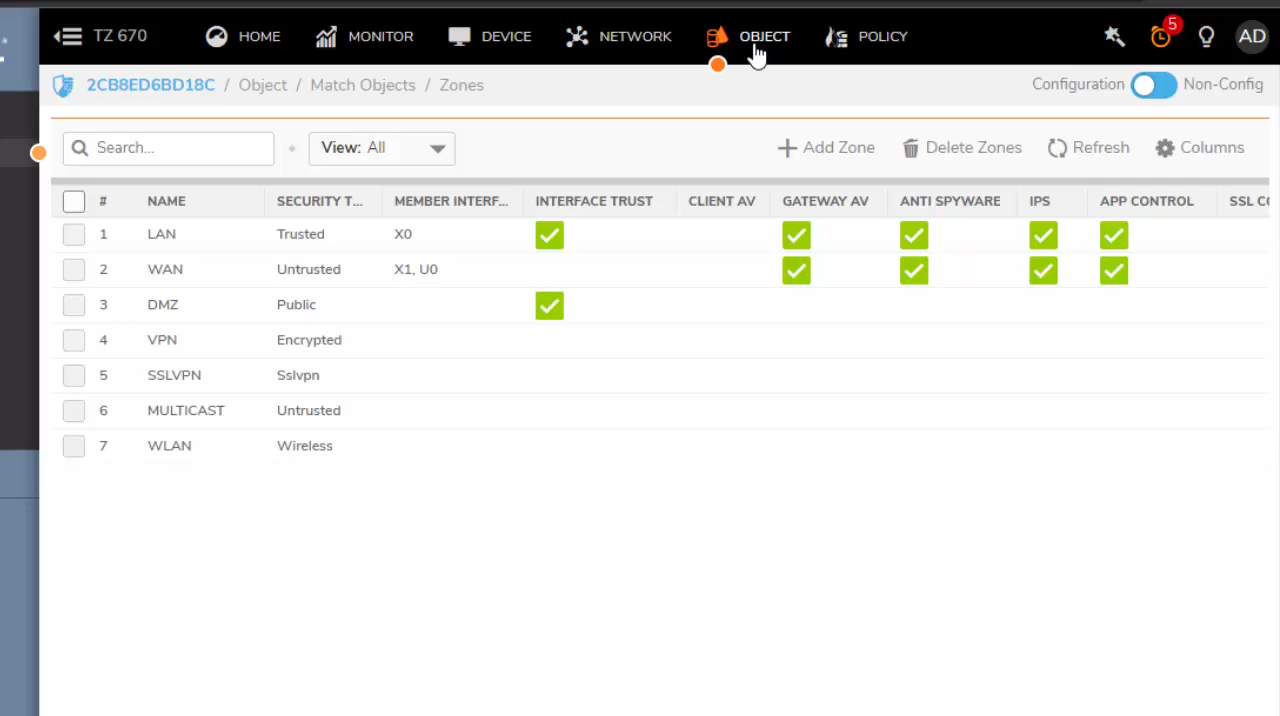 TZ 670 HOME MONITOR DEVICE NETWORK OBJECT POLICY 5 AD
2CB8ED6BD18C / Object / Match Objects / Zones Configuration Non-Config
Search... View: All + Add Zone Delete Zones Refresh Columns
# NAME SECURITY T... MEMBER INTERF... INTERFACE TRUST CLIENT AV GATEWAY AV ANTI SPYWARE IPS APP CONTROL SSL CO
1 LAN Trusted X0
2 WAN Untrusted X1, U0
3 DMZ Public
4 VPN Encrypted
5 SSLVPN Sslvpn
6 MULTICAST Untrusted
7 WLAN Wireless